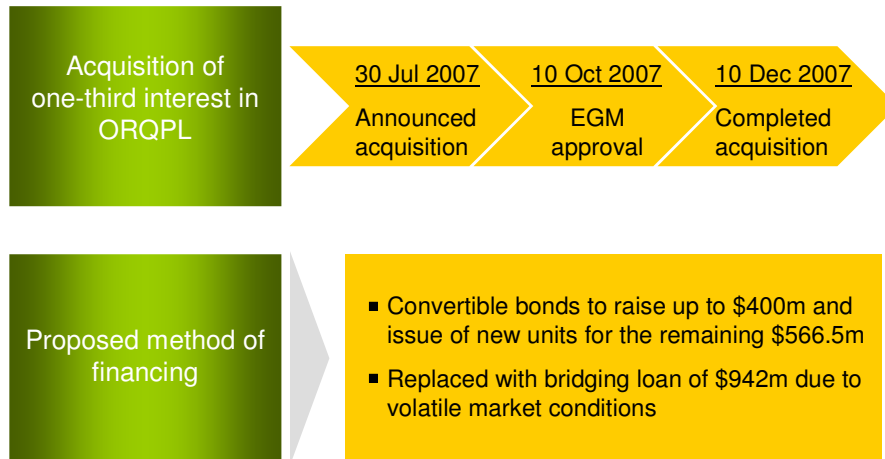 Acquisition of
one-third interest in
ORQPL
30 Jul 2007
Announced
acquisition
10 Oct 2007
EGM
approval
10 Dec 2007
Completed
acquisition
Proposed method of
financing
▪ Convertible bonds to raise up to $400m and
issue of new units for the remaining $566.5m
▪ Replaced with bridging loan of $942m due to
volatile market conditions